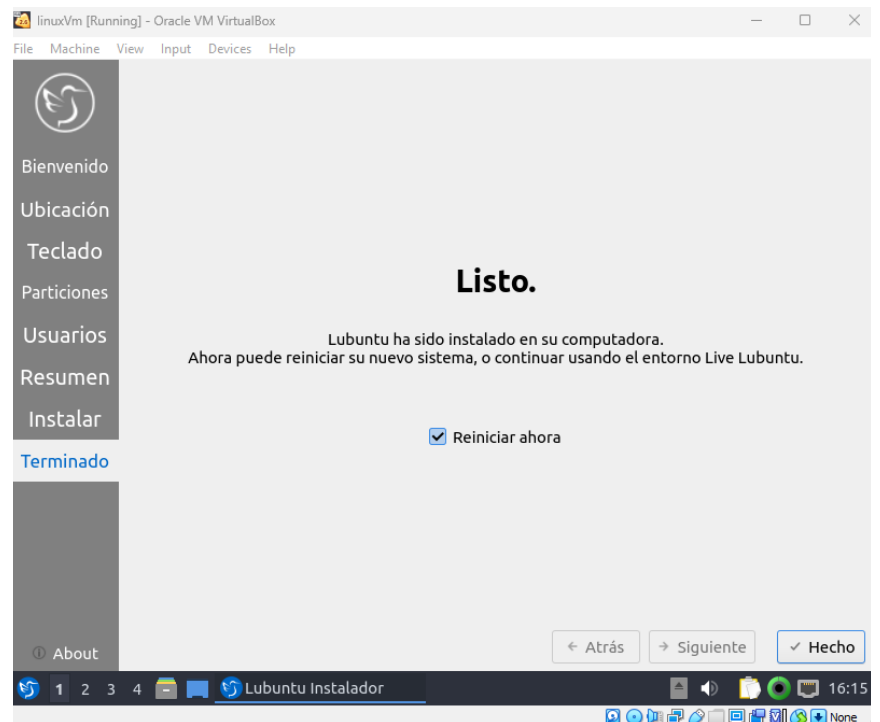 linuxVm [Running] - Oracle VM VirtualBox
File Machine View Input Devices Help
Bienvenido
Ubicación
Teclado
Particiones
Usuarios
Resumen
Instalar
Terminado
About
Listo.
Lubuntu ha sido instalado en su computadora.
Ahora puede reiniciar su nuevo sistema, o continuar usando el entorno Live Lubuntu.
Reiniciar ahora
Atrás Siguiente Hecho
1 2 3 4 Lubuntu Instalador 16:15
None